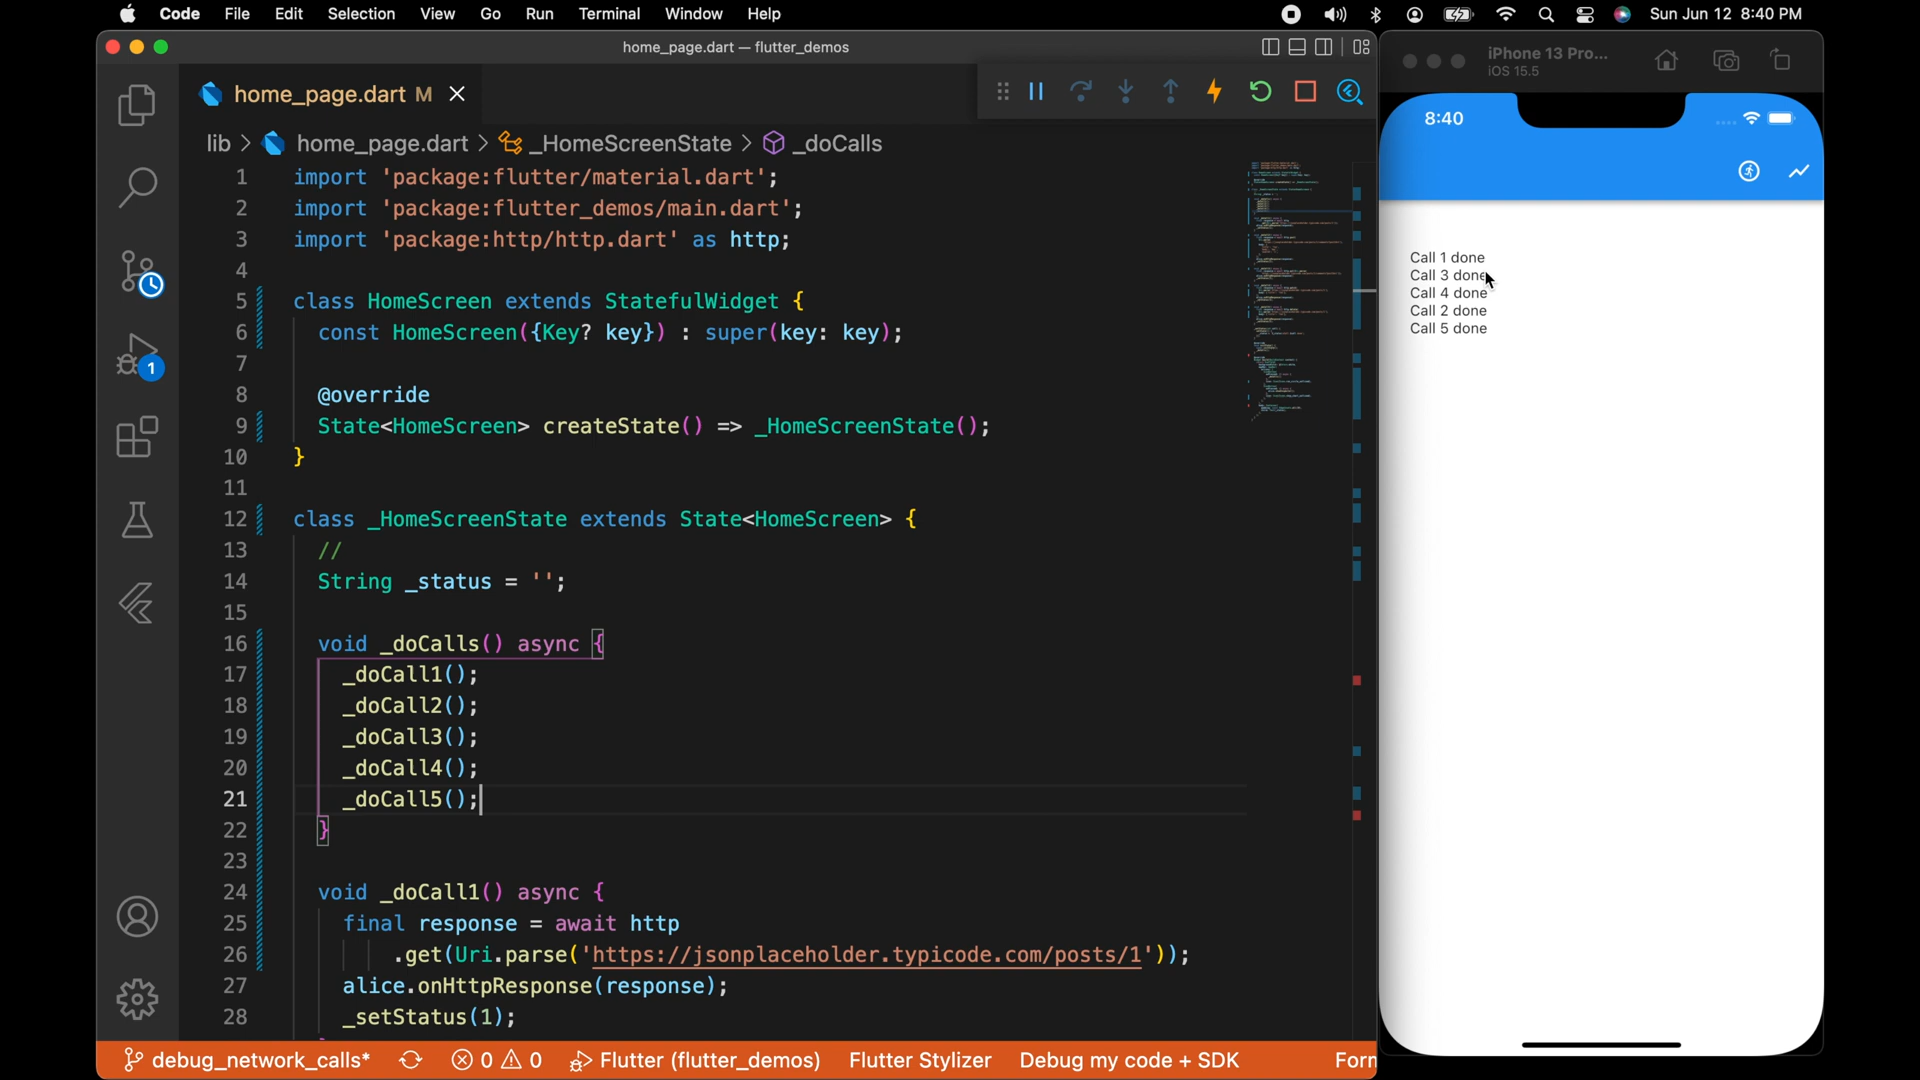 Code File Edit Selection View Go Run Terminal Window Help Sun Jun 12 8:40 PM
home_page.dart — flutter_demos
iPhone 13 Pro...
iOS 15.5
home_page.dart M
lib > home_page.dart > _HomeScreenState > _doCalls
1 import 'package:flutter/material.dart';
2 import 'package:flutter_demos/main.dart';
3 import 'package:http/http.dart' as http;
4
5 class HomeScreen extends StatefulWidget {
6 const HomeScreen({Key? key}) : super(key: key);
7
8 @override
9 State<HomeScreen> createState() => _HomeScreenState();
10 }
11
12 class _HomeScreenState extends State<HomeScreen> {
13 //
14 String _status = '';
15
16 void _doCalls() async {
17 _doCall1();
18 _doCall2();
19 _doCall3();
20 _doCall4();
21 _doCall5();
22 }
23
24 void _doCall1() async {
25 final response = await http
26 .get(Uri.parse('https://jsonplaceholder.typicode.com/posts/1'));
27 alice.onHttpResponse(response);
28 _setStatus(1);
1
debug_network_calls* 0 0 Flutter (flutter_demos) Flutter Stylizer Debug my code + SDK Form
8:40
Call 1 done
Call 3 done
Call 4 done
Call 2 done
Call 5 done